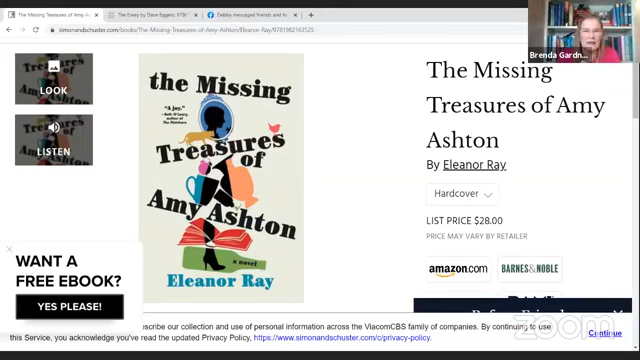 The Missing Treasures of Amy As
The Every by Dave Eggers: 9780
Debby messaged friends and fo
simonandschuster.com/books/The-Missing-Treasures-of-Amy-Ashton/Eleanor-Ray/9781982163525
Brenda Gardn...
LOOK
LISTEN
the Missing
"A joy."
Treasures
of
Amy Ashton
a novel
Eleanor Ray
The Missing
Treasures of Amy
Ashton
By Eleanor Ray
Hardcover
LIST PRICE $28.00
PRICE MAY VARY BY RETAILER
amazon.com
BARNES&NOBLE
WANT A
FREE EBOOK?
YES PLEASE!
zoom
scribe our collection and use of personal information across the ViacomCBS family of companies. By continuing to use
this Service, you acknowledge you've read the updated Privacy Policy, https://www.simonandschuster.com/c/privacy-policy.
Continue